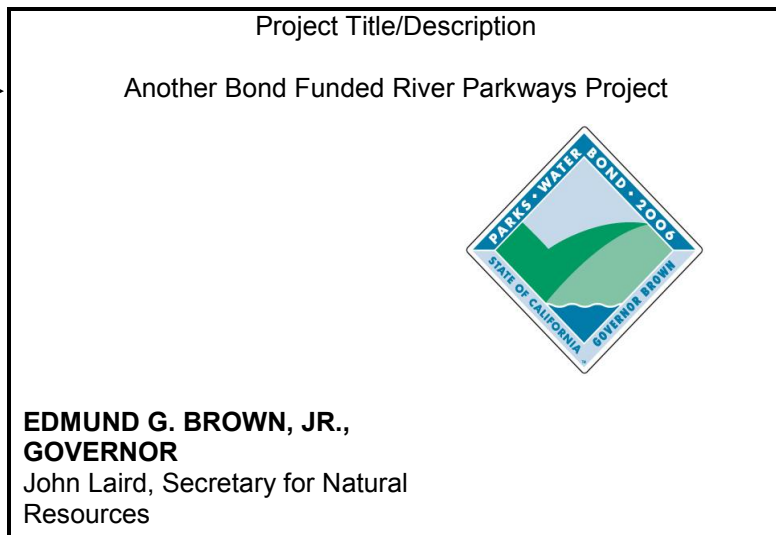 Project Title/Description
Another Bond Funded River Parkways Project
PARKS • WATER BOND • 2006
STATE OF CALIFORNIA
GOVERNOR BROWN
EDMUND G. BROWN, JR.,
GOVERNOR
John Laird, Secretary for Natural
Resources